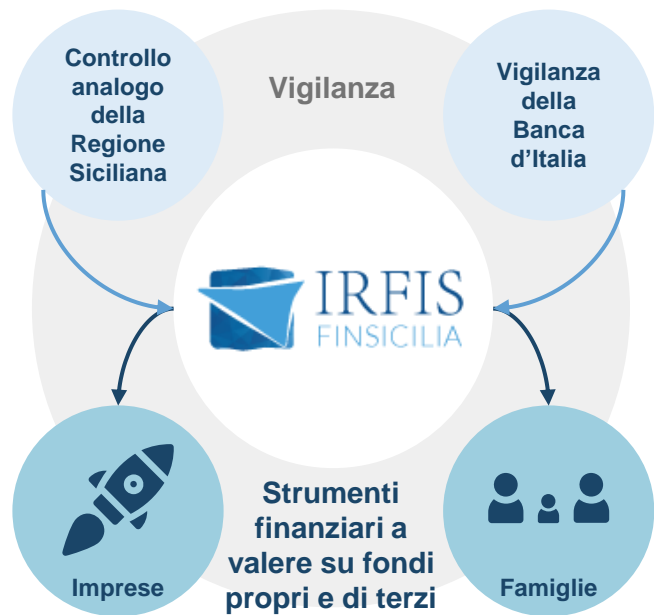 Controllo
analogo
della
Regione
Siciliana
Vigilanza
Vigilanza
della
Banca
d’Italia
IRFIS
FINSICILIA
Strumenti
finanziari a
valere su fondi
propri e di terzi
Imprese
Famiglie